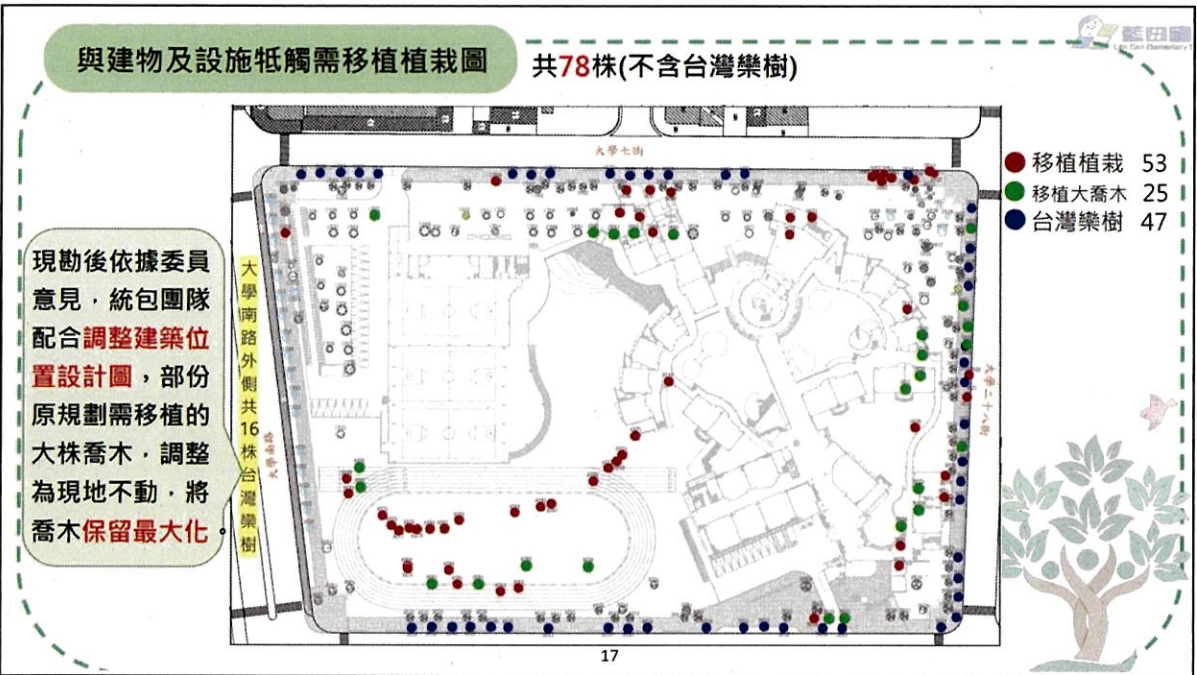 與建物及設施牴觸需移植植栽圖
共78株(不含台灣欒樹)
藍田國
大學七街
移植植栽 53
移植大喬木 25
台灣欒樹 47
現勘後依據委員
意見，統包團隊
配合調整建築位
置設計圖，部份
原規劃需移植的
大株喬木，調整
為現地不動，將
喬木保留最大化。
大學南路外側共16株台灣欒樹
大學南路
大學二十八街
17